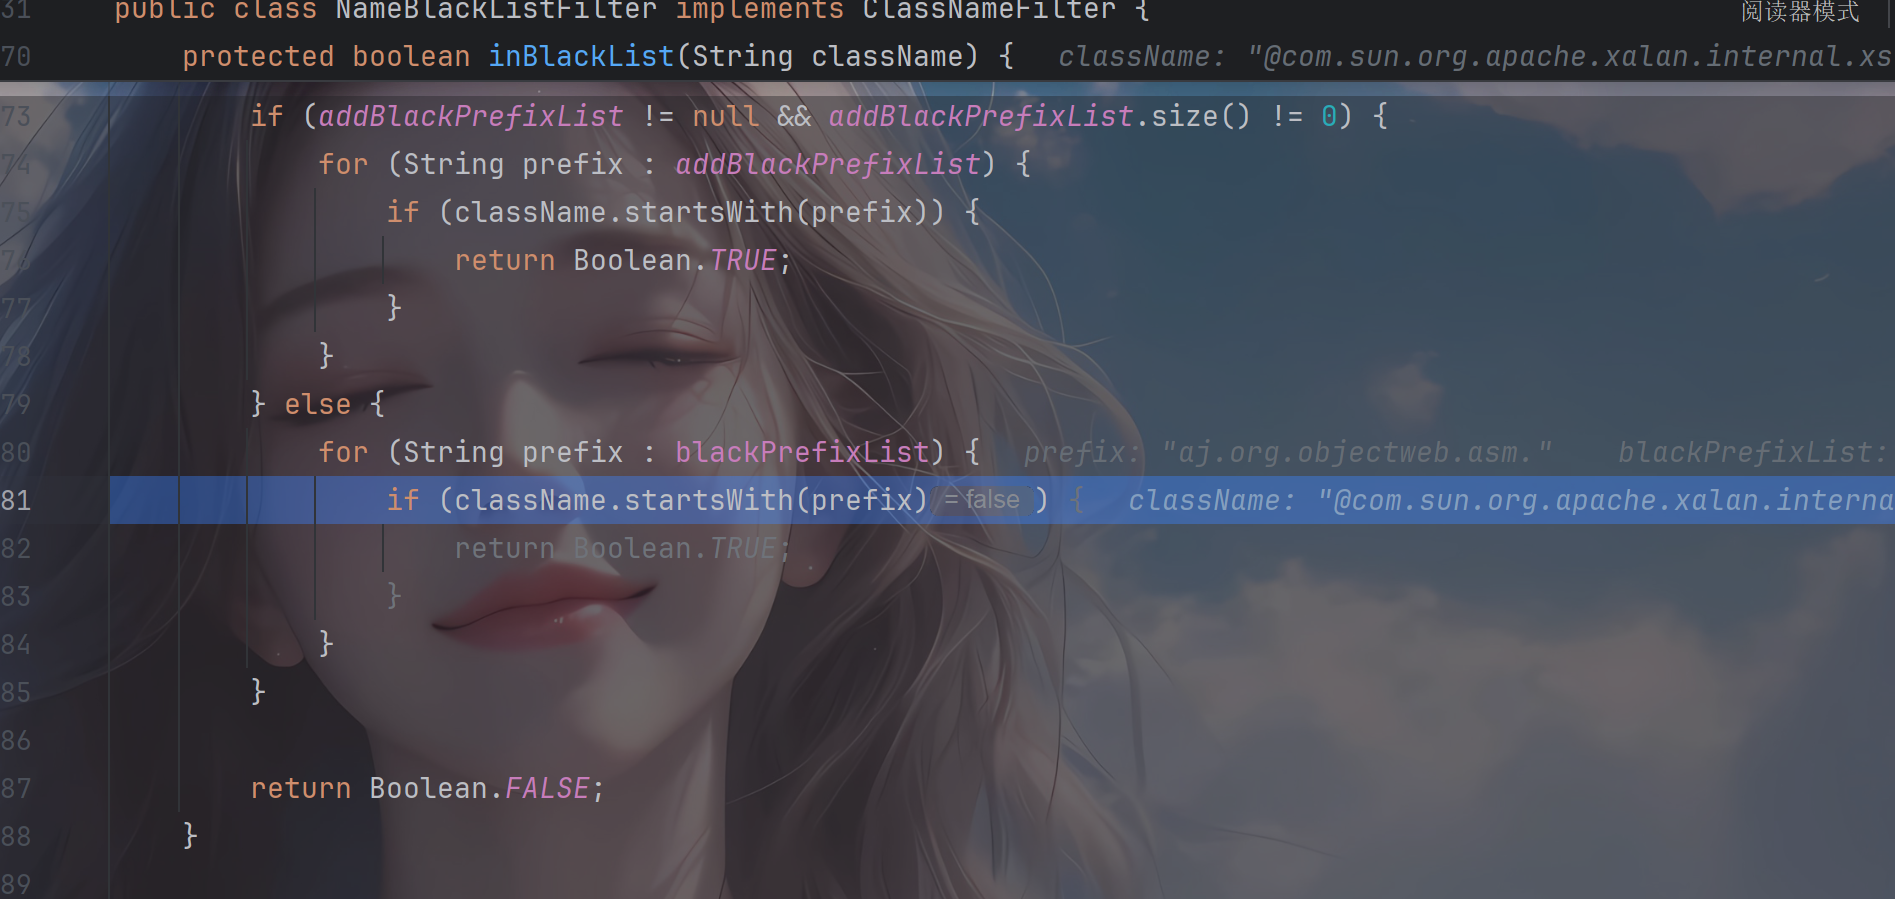 31 public class NameBlackListFilter implements ClassNameFilter { 阅读器模式
70 protected boolean inBlackList(String className) { className: "@com.sun.org.apache.xalan.internal.xs
73 if (addBlackPrefixList != null && addBlackPrefixList.size() != 0) {
74 for (String prefix : addBlackPrefixList) {
75 if (className.startsWith(prefix)) {
76 return Boolean.TRUE;
77 }
78 }
79 } else {
80 for (String prefix : blackPrefixList) { prefix: "aj.org.objectweb.asm." blackPrefixList:
81 if (className.startsWith(prefix) = false ) { className: "@com.sun.org.apache.xalan.interna
82 return Boolean.TRUE;
83 }
84 }
85 }
86
87 return Boolean.FALSE;
88 }
89